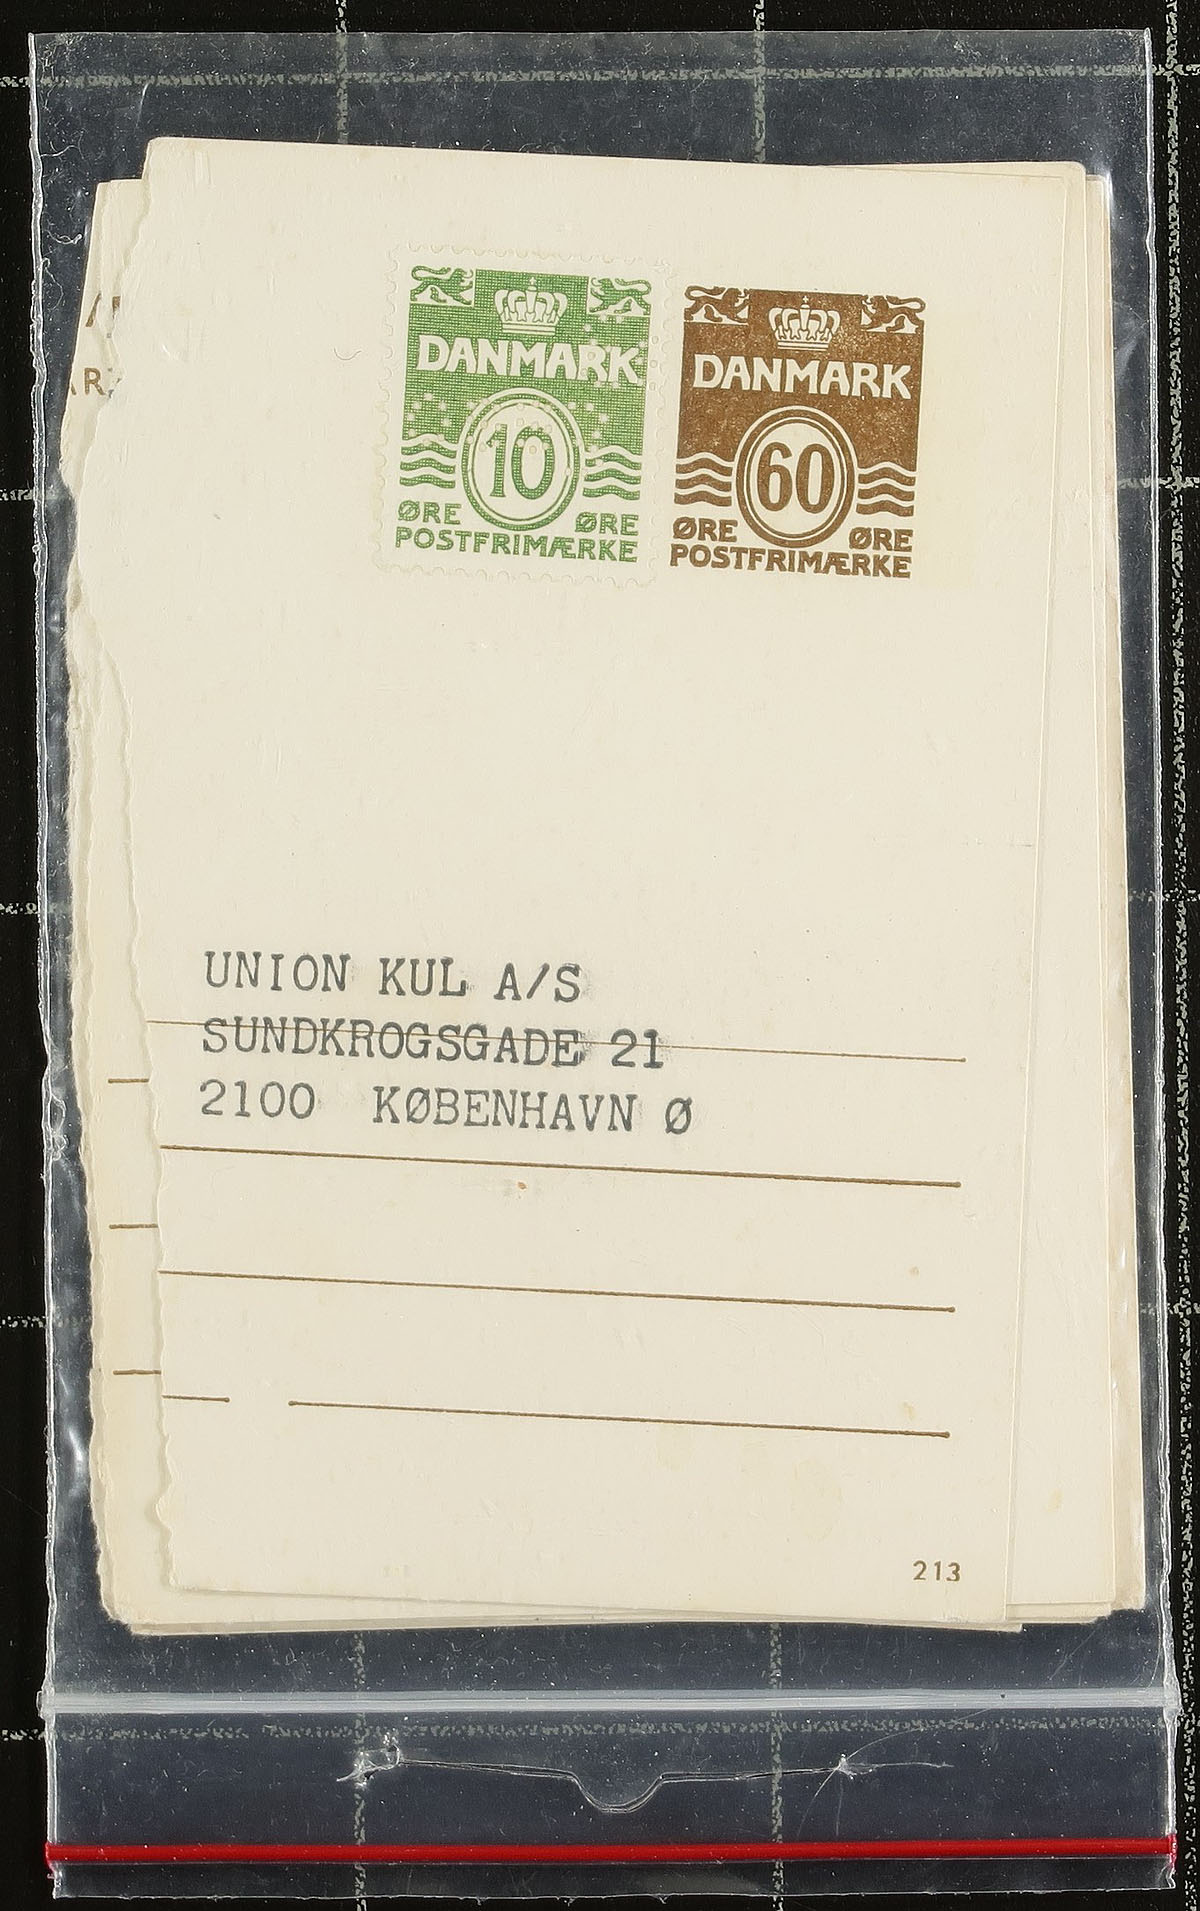 DANMARK
10
ØRE ØRE
POSTFRIMÆRKE
DANMARK
60
ØRE ØRE
POSTFRIMÆRKE
UNION KUL A/S
SUNDKROGSGADE 21
2100 KØBENHAVN Ø
213